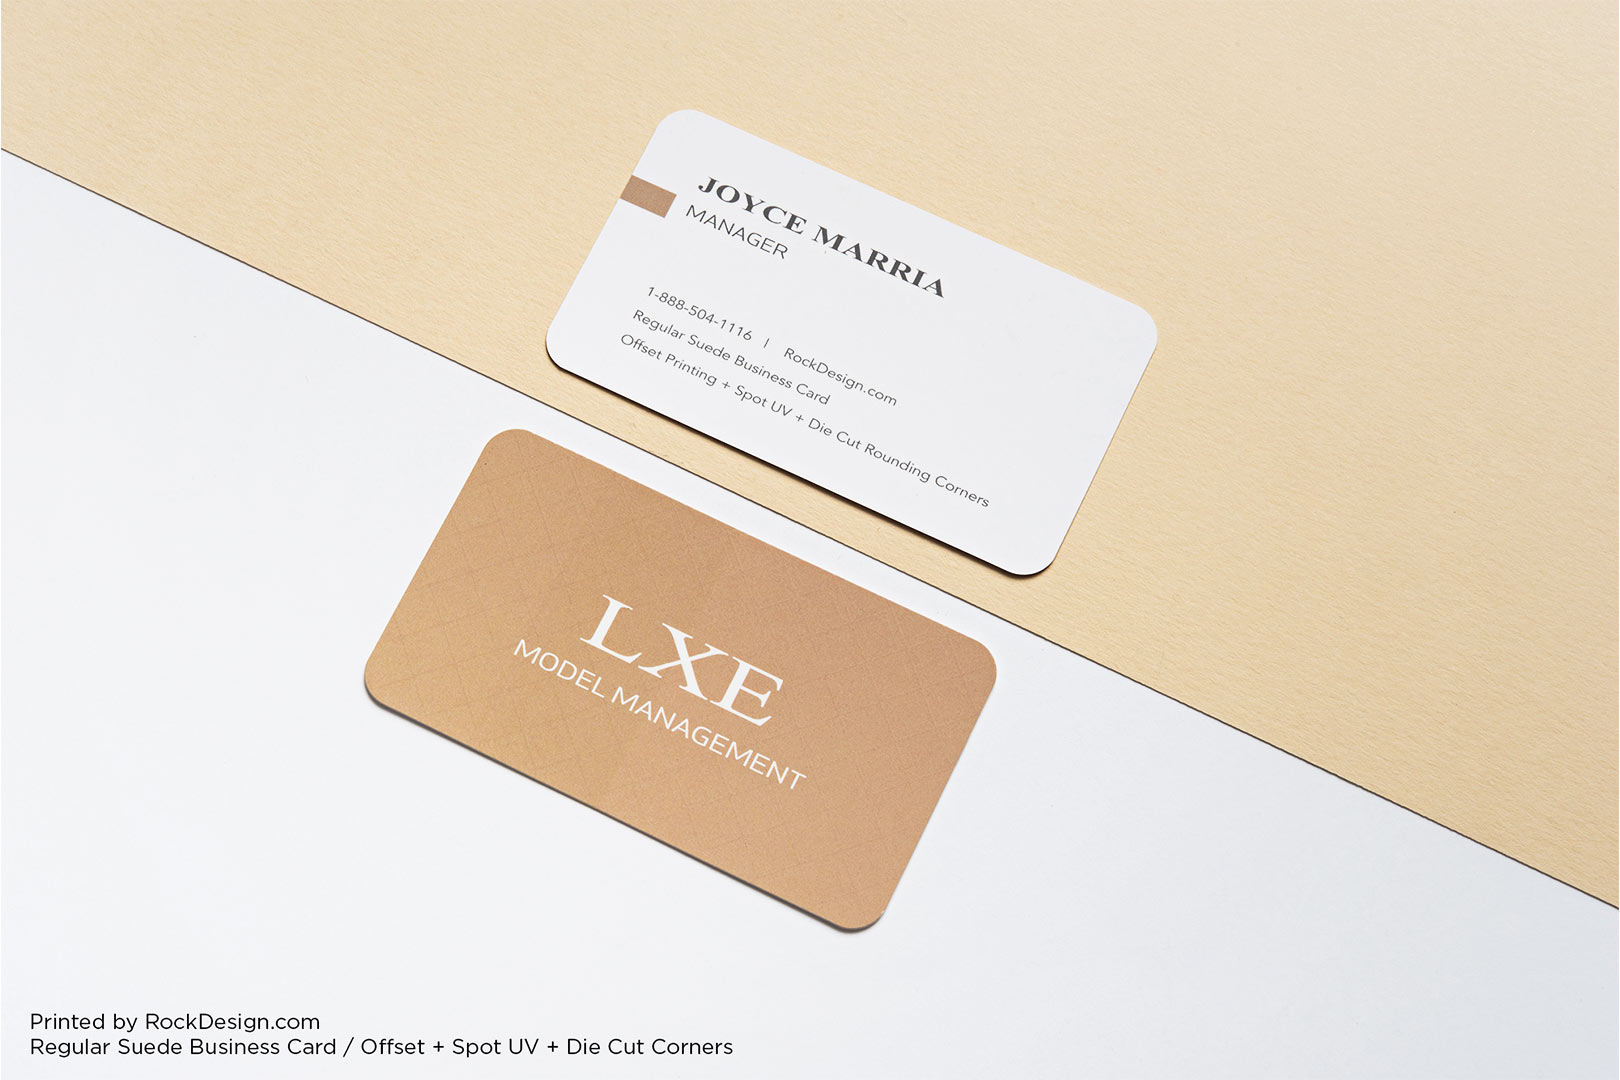 JOYCE MARRIA
MANAGER
1-888-504-1116 | RockDesign.com
Regular Suede Business Card
Offset Printing + Spot UV + Die Cut Rounding Corners
LXE
MODEL MANAGEMENT
Printed by RockDesign.com
Regular Suede Business Card / Offset + Spot UV + Die Cut Corners